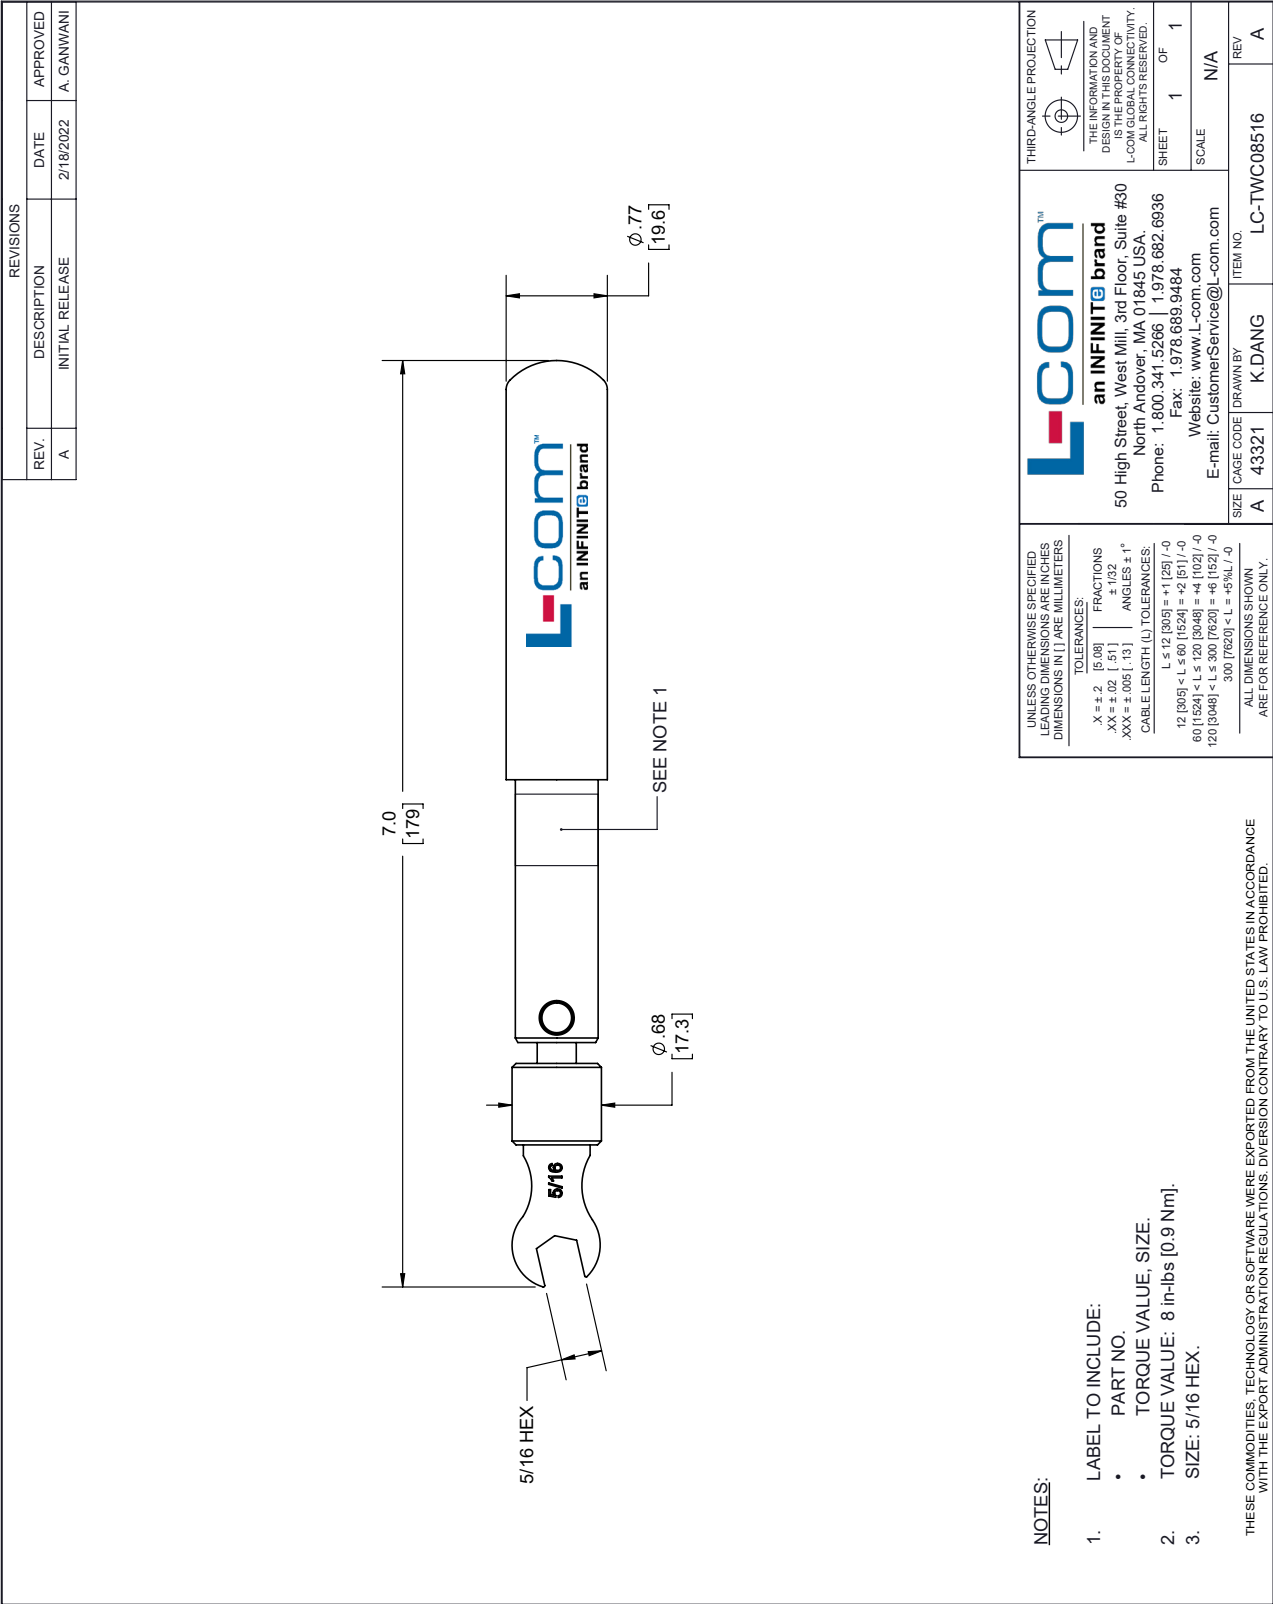 REVISIONS
REV. DESCRIPTION DATE APPROVED
A INITIAL RELEASE 2/18/2022 A. GANWANI
7.0
[179]
5/16 HEX
5/16
L-com™
an INFINITe brand
Ø.77
[19.6]
Ø.68
[17.3]
SEE NOTE 1
NOTES:
1. LABEL TO INCLUDE:
• PART NO.
• TORQUE VALUE, SIZE.
2. TORQUE VALUE: 8 in-lbs [0.9 Nm].
3. SIZE: 5/16 HEX.
THESE COMMODITIES, TECHNOLOGY OR SOFTWARE WERE EXPORTED FROM THE UNITED STATES IN ACCORDANCE
WITH THE EXPORT ADMINISTRATION REGULATIONS. DIVERSION CONTRARY TO U.S. LAW PROHIBITED.
UNLESS OTHERWISE SPECIFIED
LEADING DIMENSIONS ARE INCHES
DIMENSIONS IN [ ] ARE MILLIMETERS
TOLERANCES:
.X = ± .2 [5.08] FRACTIONS
.XX = ± .02 [ .51 ] ± 1/32
.XXX = ± .005 [ .13 ] ANGLES ± 1°
CABLE LENGTH (L) TOLERANCES:
L ≤ 12 [305] = +1 [25] / -0
12 [305] < L ≤ 60 [1524] = +2 [51] / -0
60 [1524] < L ≤ 120 [3048] = +4 [102] / -0
120 [3048] < L ≤ 300 [7620] = +6 [152] / -0
300 [7620] < L = +5%L / -0
ALL DIMENSIONS SHOWN
ARE FOR REFERENCE ONLY.
L-com™
an INFINITe brand
50 High Street, West Mill, 3rd Floor, Suite #30
North Andover, MA 01845 USA.
Phone: 1.800.341.5266 | 1.978.682.6936
Fax: 1.978.689.9484
Website: www.L-com.com
E-mail: CustomerService@L-com.com
THIRD-ANGLE PROJECTION
THE INFORMATION AND
DESIGN IN THIS DOCUMENT
IS THE PROPERTY OF
L-COM GLOBAL CONNECTIVITY.
ALL RIGHTS RESERVED.
SHEET 1 OF 1
SCALE N/A
SIZE CAGE CODE DRAWN BY ITEM NO. REV
A 43321 K.DANG LC-TWC08516 A